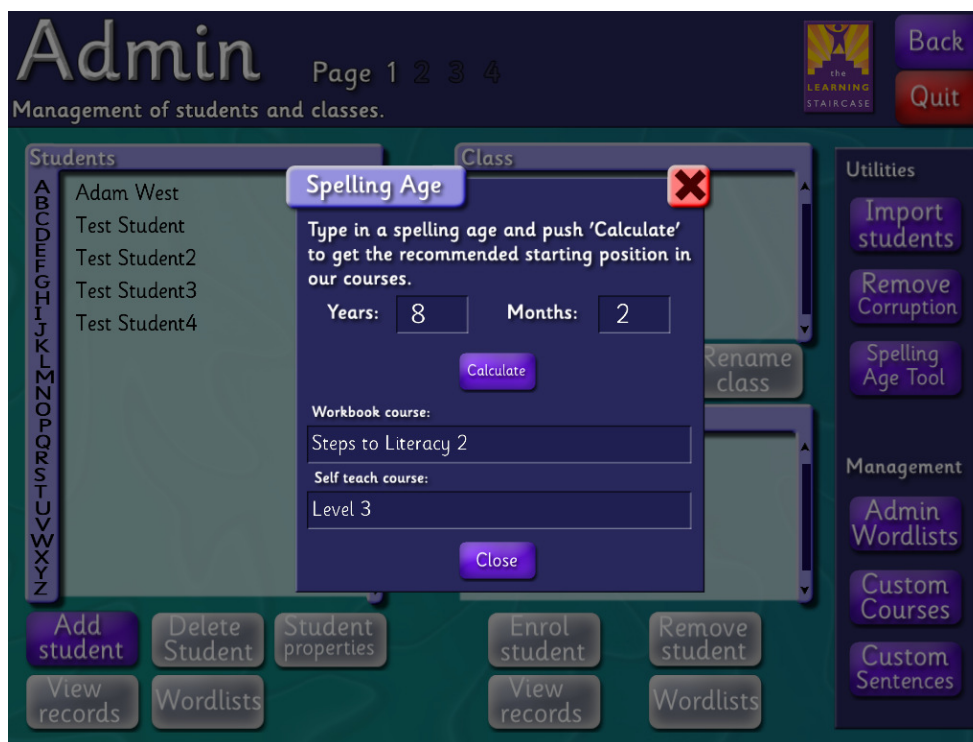 Admin
Page 1 2 3 4
Management of students and classes.
the
LEARNING
STAIRCASE
Back
Quit
Students
A
B
C
D
E
F
G
H
I
J
K
L
M
N
O
P
Q
R
S
T
U
V
W
X
Y
Z
Adam West
Test Student
Test Student2
Test Student3
Test Student4
Class
Spelling Age
Type in a spelling age and push 'Calculate'
to get the recommended starting position in
our courses.
Years: 8 Months: 2
Calculate
Workbook course:
Steps to Literacy 2
Self teach course:
Level 3
Close
Rename
class
Utilities
Import
students
Remove
Corruption
Spelling
Age Tool
Management
Admin
Wordlists
Custom
Courses
Custom
Sentences
Add
student
Delete
Student
Student
properties
Enrol
student
Remove
student
View
records
Wordlists
View
records
Wordlists